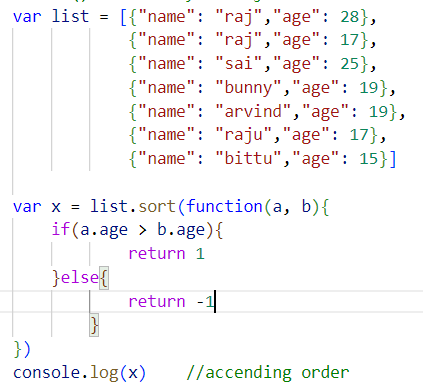 var list = [{"name": "raj","age": 28},
{"name": "raj","age": 17},
{"name": "sai","age": 25},
{"name": "bunny","age": 19},
{"name": "arvind","age": 19},
{"name": "raju","age": 17},
{"name": "bittu","age": 15}]
var x = list.sort(function(a, b){
if(a.age > b.age){
return 1
}else{
return -1
}
})
console.log(x) //accending order